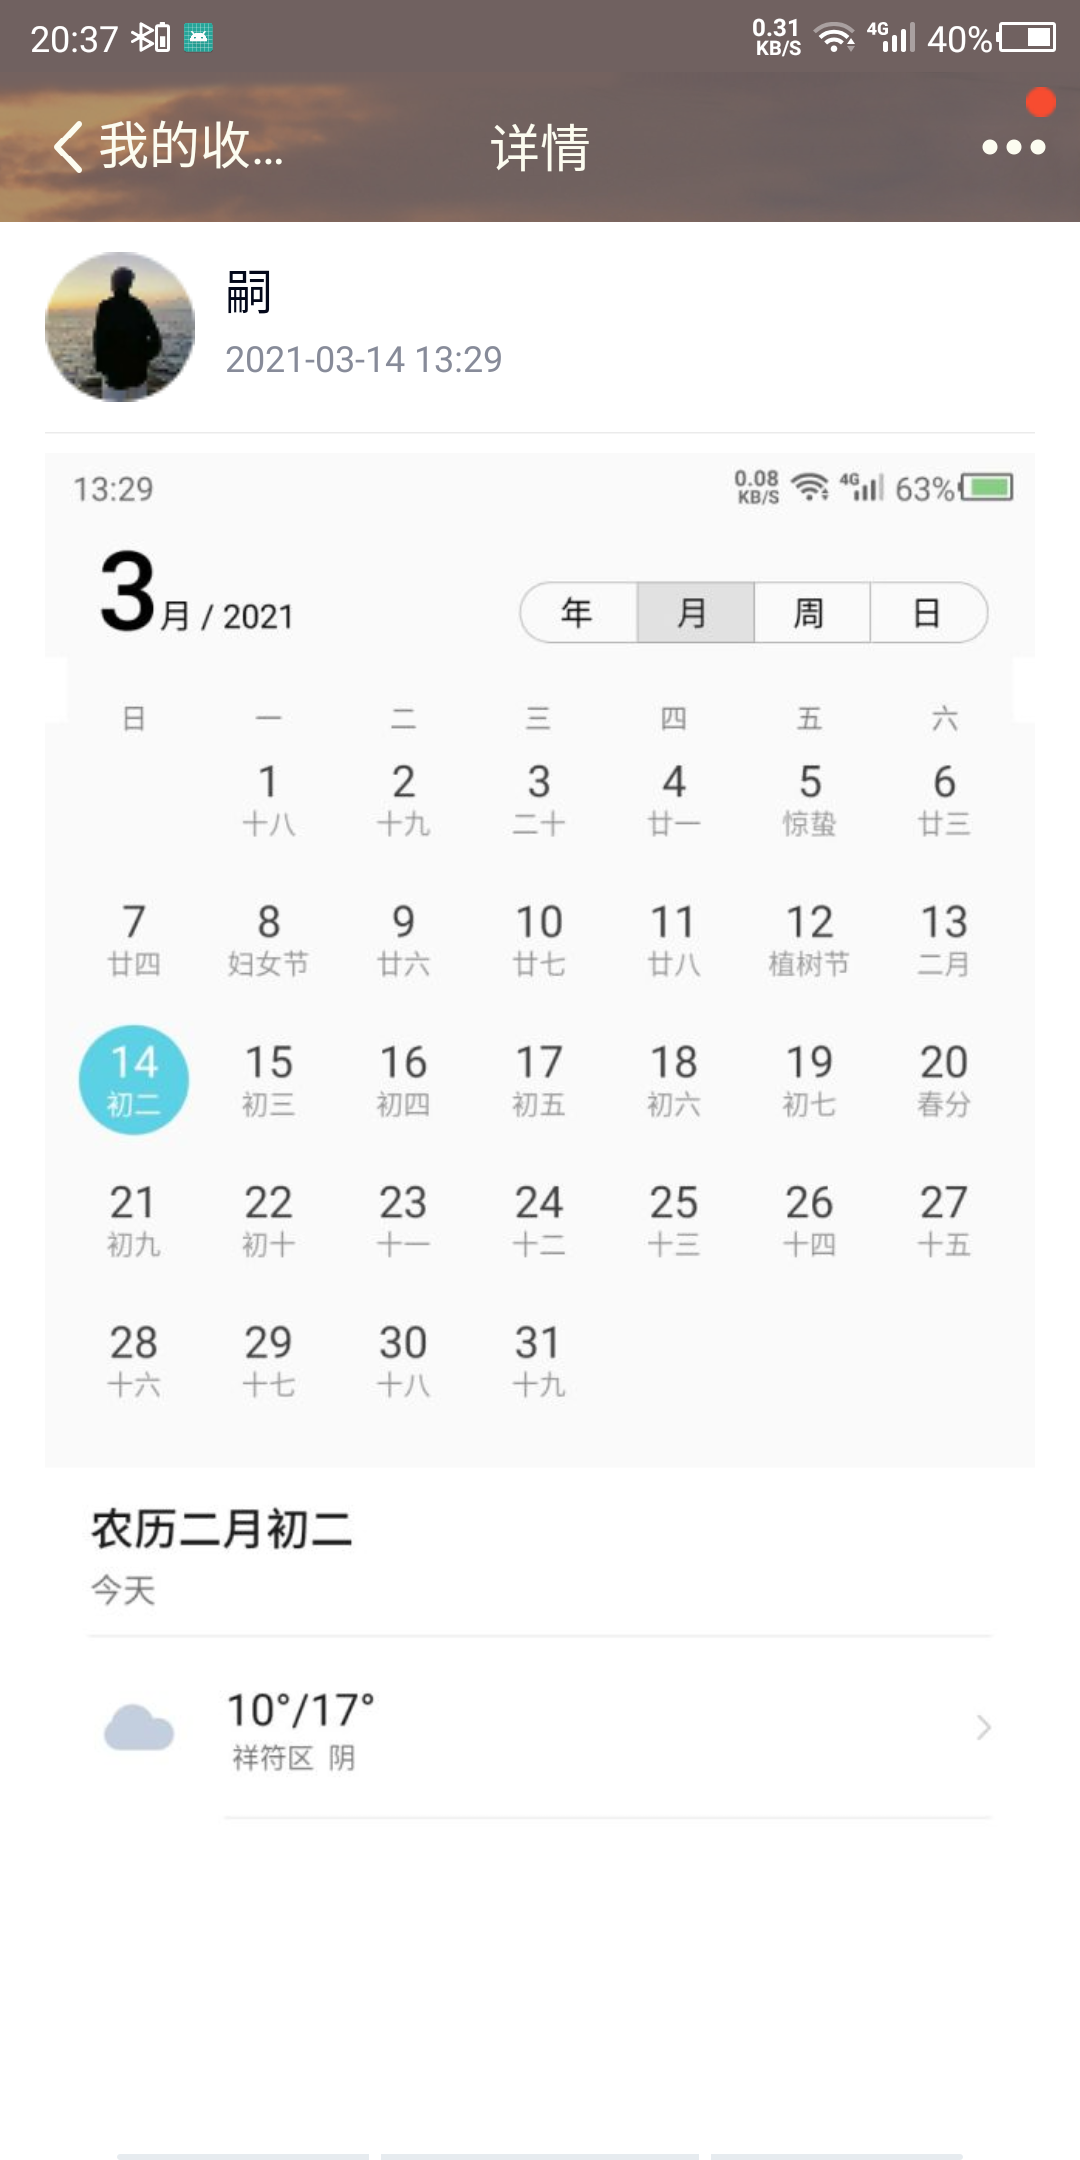 20:37 0.31 KB/S 4G 40%
我的收... 详情
嗣
2021-03-14 13:29
13:29 0.08 KB/S 4G 63%
3月 / 2021 年 月 周 日
日 一 二 三 四 五 六
1 2 3 4 5 6
十八 十九 二十 廿一 惊蛰 廿三
7 8 9 10 11 12 13
廿四 妇女节 廿六 廿七 廿八 植树节 二月
14 15 16 17 18 19 20
初二 初三 初四 初五 初六 初七 春分
21 22 23 24 25 26 27
初九 初十 十一 十二 十三 十四 十五
28 29 30 31
十六 十七 十八 十九
农历二月初二
今天
10°/17°
祥符区 阴